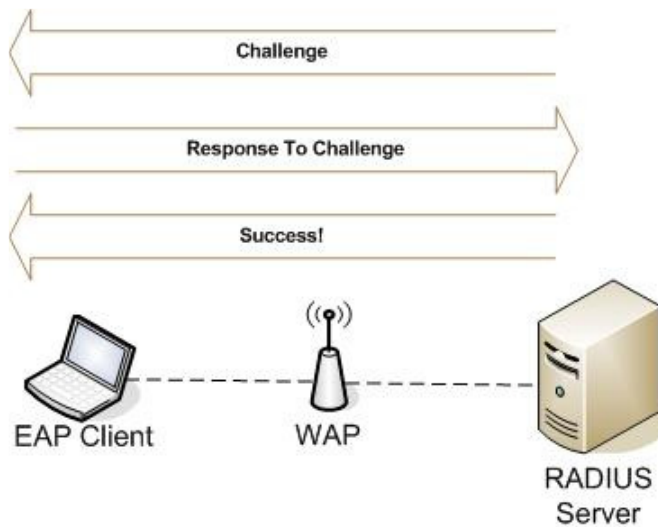 Challenge
Response To Challenge
Success!
EAP Client
WAP
RADIUS
Server